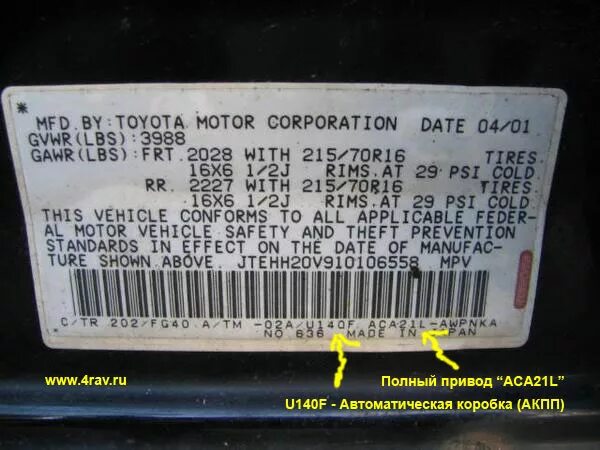 *
MFD.BY:TOYOTA MOTOR CORPORATION DATE 04/01
GVWR(LBS):3988
GAWR(LBS):FRT.2028 WITH 215/70R16 TIRES
16X6 1/2J RIMS.AT 29 PSI COLD
RR. 2227 WITH 215/70R16 TIRES
16X6 1/2J RIMS.AT 29 PSI COLD
THIS VEHICLE CONFORMS TO ALL APPLICABLE FEDER-
AL MOTOR VEHICLE SAFETY AND THEFT PREVENTION
STANDARDS IN EFFECT ON THE DATE OF MANUFAC-
TURE SHOWN ABOVE. JTEHH20V910106558 MPV
*
C/TR 202/FG40 A/TM -02A/U140F ACA21L-AWPNKA
NO 636 MADE IN JAPAN
www.4rav.ru
Полный привод “ACA21L”
U140F - Автоматическая коробка (АКПП)